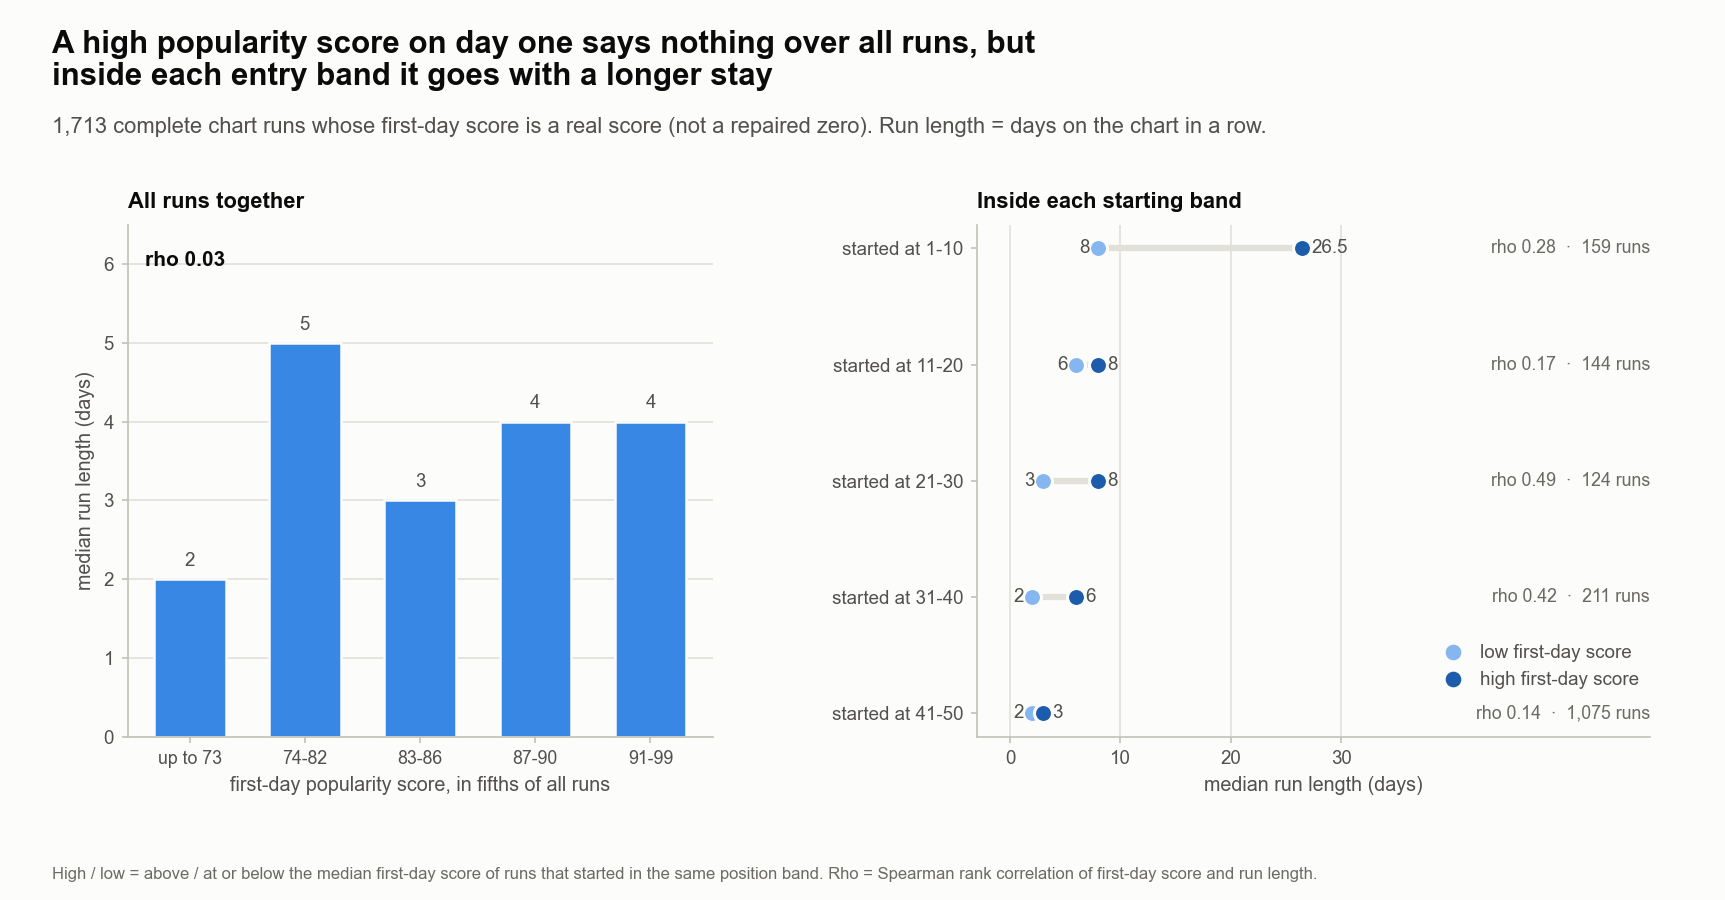 A high popularity score on day one says nothing over all runs, but
inside each entry band it goes with a longer stay
1,713 complete chart runs whose first-day score is a real score (not a repaired zero). Run length = days on the chart in a row.
All runs together
rho 0.03
median run length (days)
6
5
4
3
2
1
0
2
5
3
4
4
up to 73
74-82
83-86
87-90
91-99
first-day popularity score, in fifths of all runs
Inside each starting band
started at 1-10
8
26.5
rho 0.28 · 159 runs
started at 11-20
6
8
rho 0.17 · 144 runs
started at 21-30
3
8
rho 0.49 · 124 runs
started at 31-40
2
6
rho 0.42 · 211 runs
low first-day score
high first-day score
started at 41-50
2
3
rho 0.14 · 1,075 runs
0
10
20
30
median run length (days)
High / low = above / at or below the median first-day score of runs that started in the same position band. Rho = Spearman rank correlation of first-day score and run length.